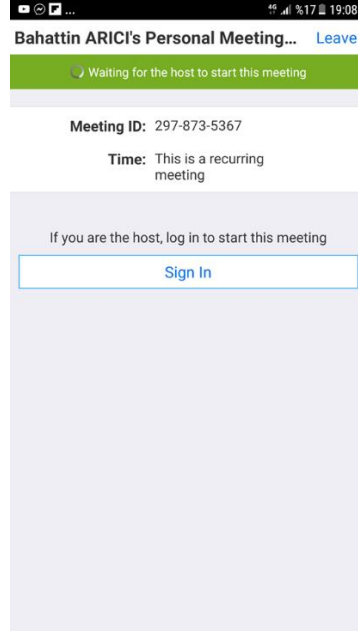 4G %17 19:08
Bahattin ARICI's Personal Meeting... Leave
Waiting for the host to start this meeting
Meeting ID: 297-873-5367
Time: This is a recurring
meeting
If you are the host, log in to start this meeting
Sign In